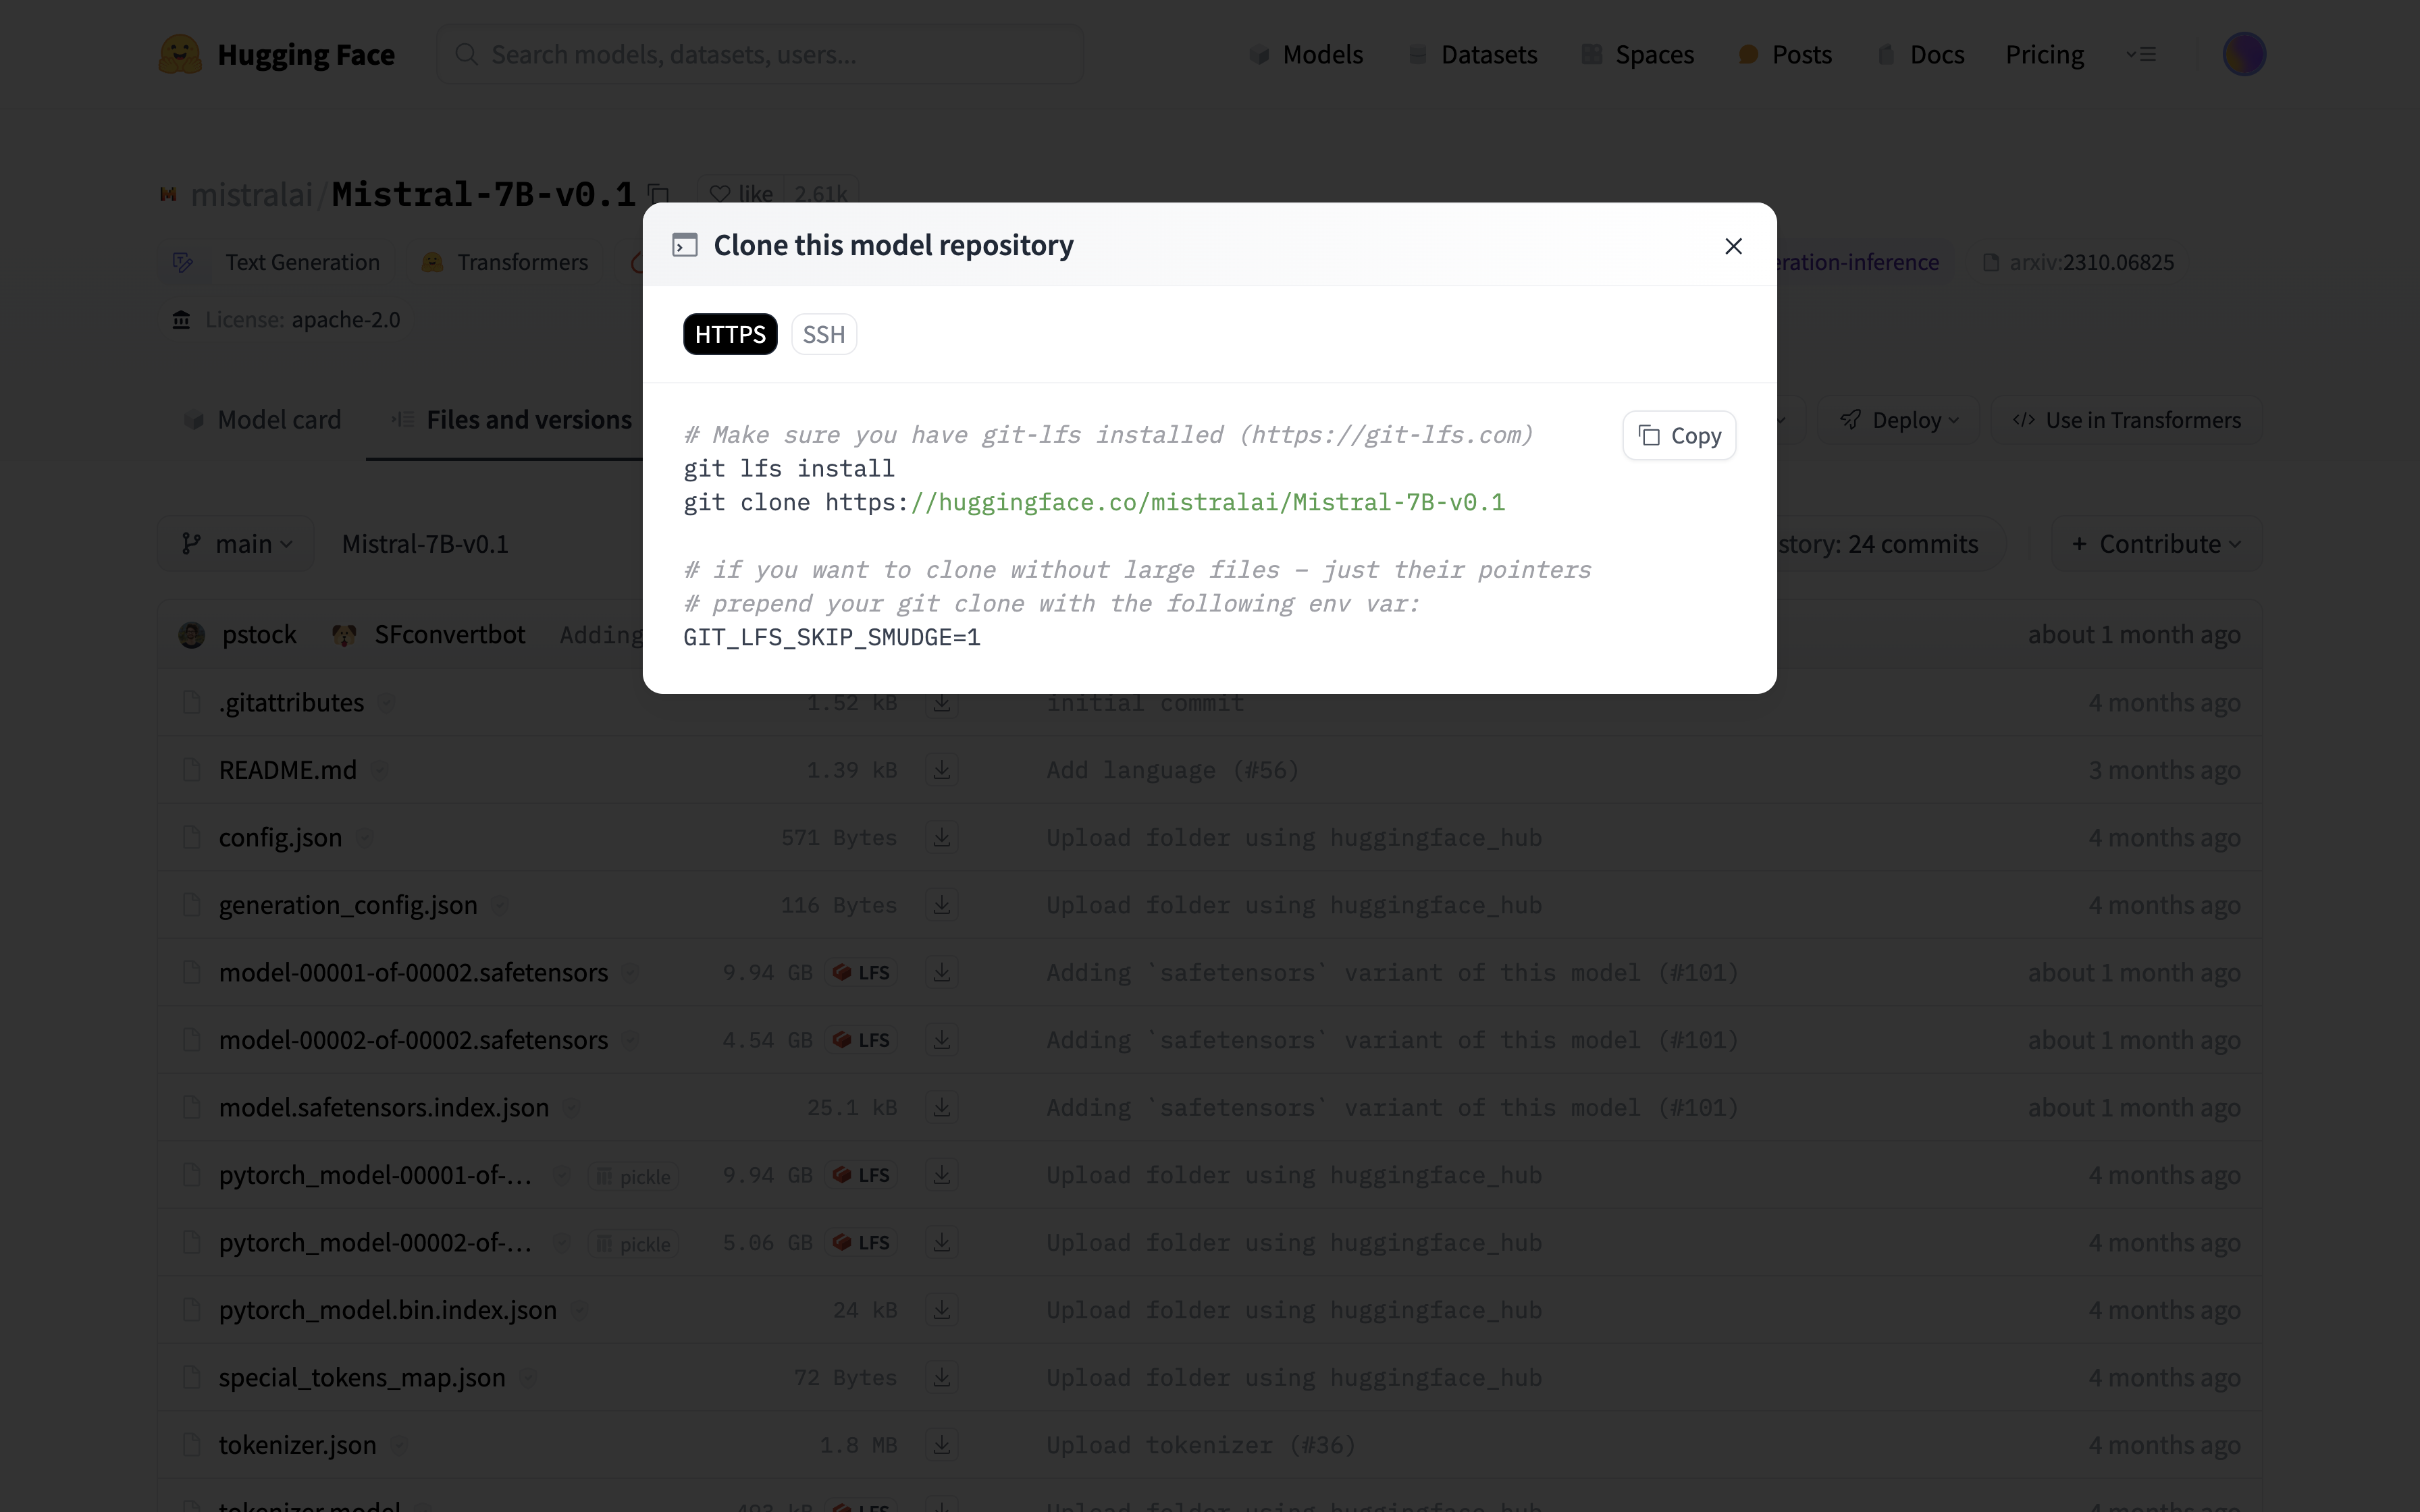 Hugging Face
Search models, datasets, users...
Models
Datasets
Spaces
Posts
Docs
Pricing
mistralai/Mistral-7B-v0.1
like 2.61k
Text Generation
Transformers
arxiv:2310.06825
License: apache-2.0
Model card
Files and versions
Deploy
</> Use in Transformers
Clone this model repository
HTTPS
SSH
Copy
# Make sure you have git-lfs installed (https://git-lfs.com)
git lfs install
git clone https://huggingface.co/mistralai/Mistral-7B-v0.1
# if you want to clone without large files – just their pointers
# prepend your git clone with the following env var:
GIT_LFS_SKIP_SMUDGE=1
main
Mistral-7B-v0.1
24 commits
+ Contribute
pstock SFconvertbot Adding about 1 month ago
.gitattributes 1.52 kB initial commit 4 months ago
README.md 1.39 kB Add language (#56) 3 months ago
config.json 571 Bytes Upload folder using huggingface_hub 4 months ago
generation_config.json 116 Bytes Upload folder using huggingface_hub 4 months ago
model-00001-of-00002.safetensors 9.94 GB LFS Adding `safetensors` variant of this model (#101) about 1 month ago
model-00002-of-00002.safetensors 4.54 GB LFS Adding `safetensors` variant of this model (#101) about 1 month ago
model.safetensors.index.json 25.1 kB Adding `safetensors` variant of this model (#101) about 1 month ago
pytorch_model-00001-of-... pickle 9.94 GB LFS Upload folder using huggingface_hub 4 months ago
pytorch_model-00002-of-... pickle 5.06 GB LFS Upload folder using huggingface_hub 4 months ago
pytorch_model.bin.index.json 24 kB Upload folder using huggingface_hub 4 months ago
special_tokens_map.json 72 Bytes Upload folder using huggingface_hub 4 months ago
tokenizer.json 1.8 MB Upload tokenizer (#36) 4 months ago
tokenizer.model 493 kB LFS Upload folder using huggingface_hub 4 months ago